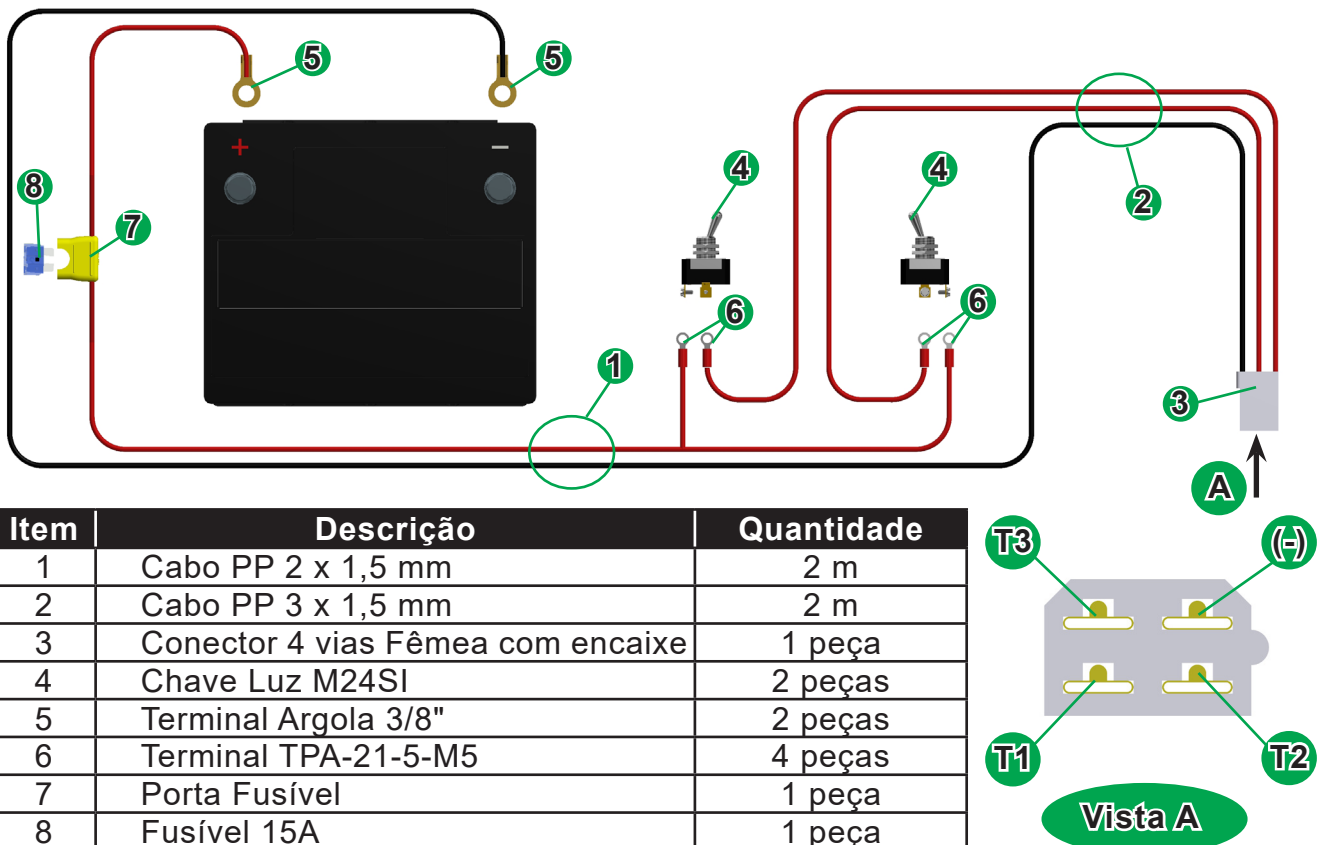 5
5
+
−
8
7
4
4
2
6
6
1
3
A
Item Descrição Quantidade
1 Cabo PP 2 x 1,5 mm 2 m
2 Cabo PP 3 x 1,5 mm 2 m
3 Conector 4 vias Fêmea com encaixe 1 peça
4 Chave Luz M24SI 2 peças
5 Terminal Argola 3/8" 2 peças
6 Terminal TPA-21-5-M5 4 peças
7 Porta Fusível 1 peça
8 Fusível 15A 1 peça
T3
(-)
T1
T2
Vista A